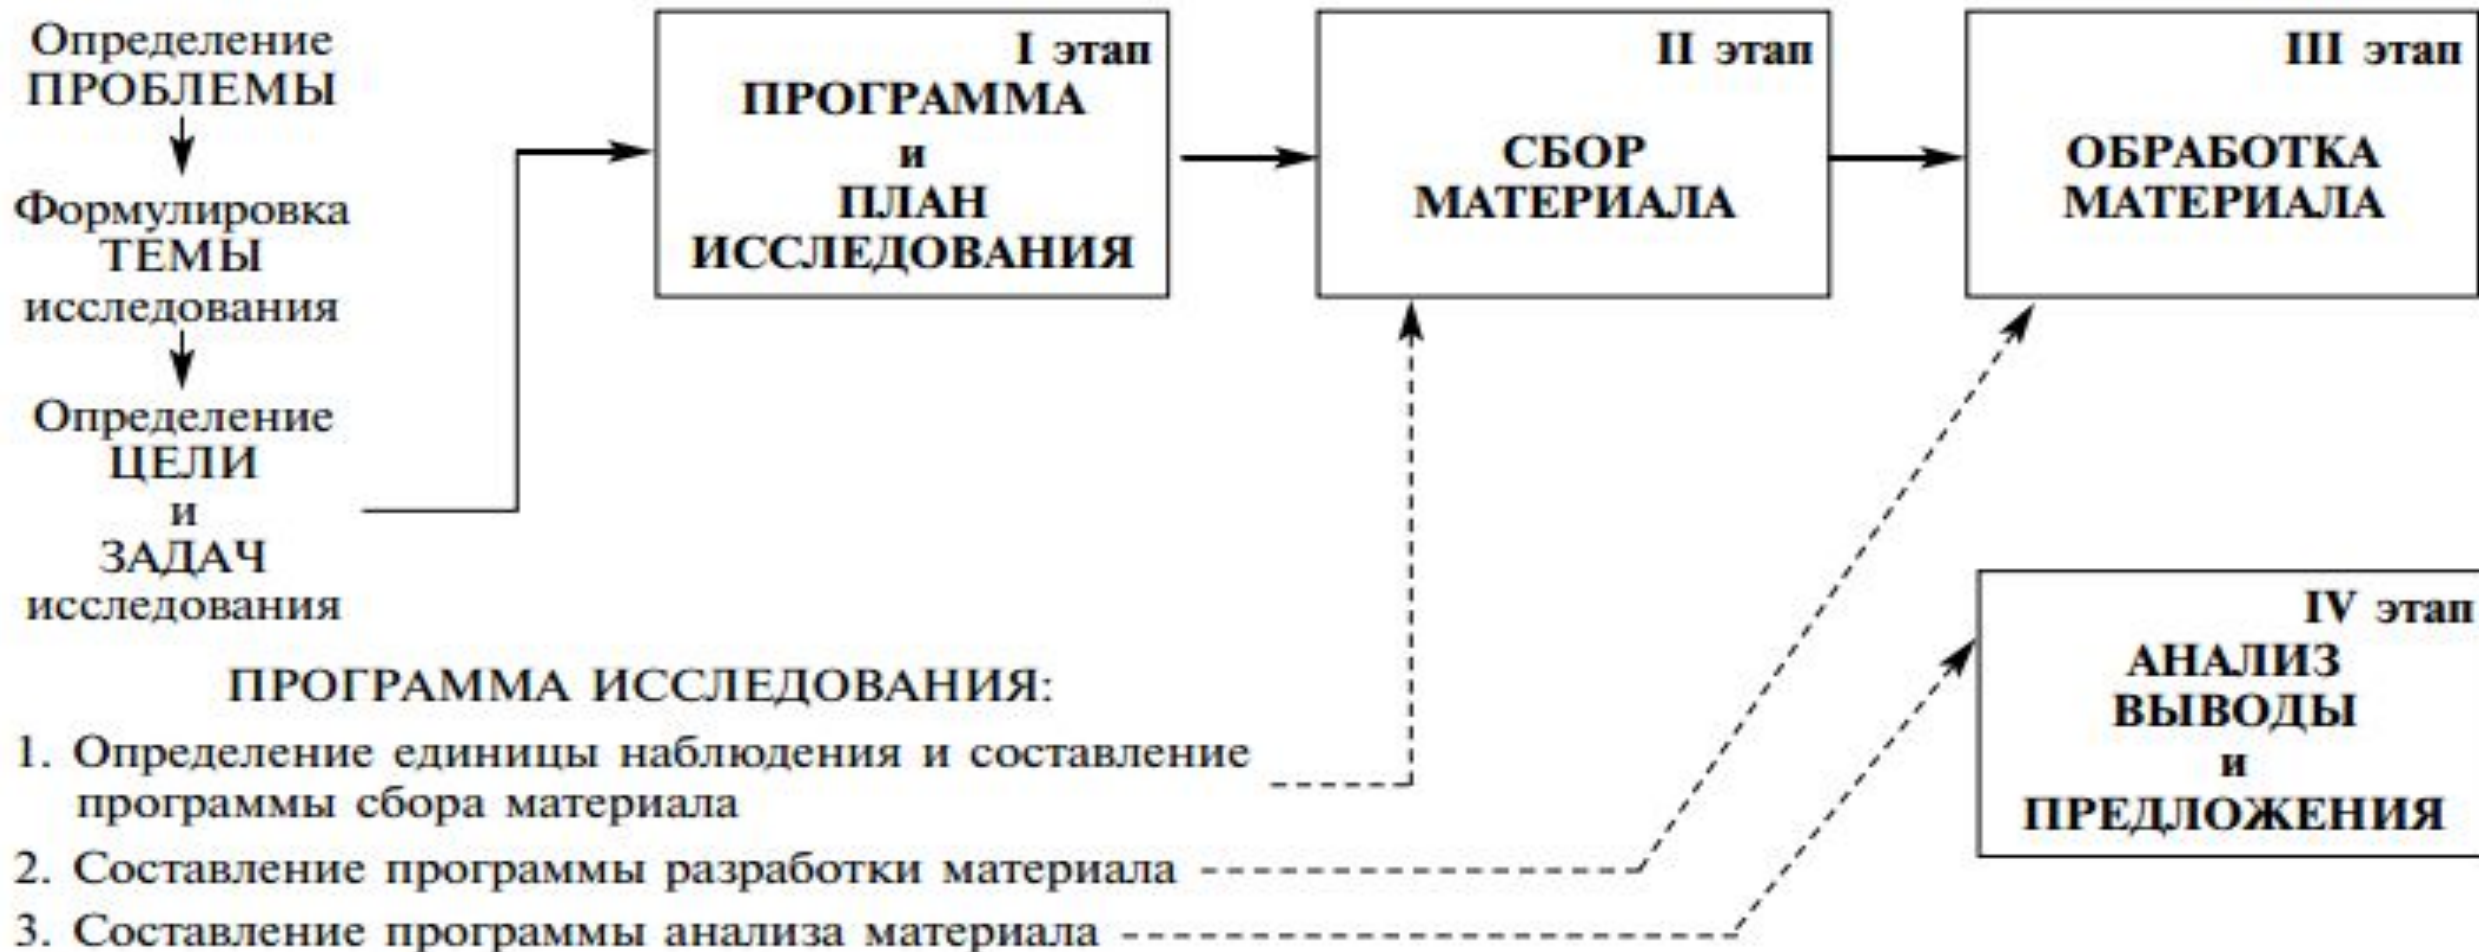 Определение
ПРОБЛЕМЫ
Формулировка
ТЕМЫ
исследования
Определение
ЦЕЛИ
и
ЗАДАЧ
исследования
I этап
ПРОГРАММА
и
ПЛАН
ИССЛЕДОВАНИЯ
II этап
СБОР
МАТЕРИАЛА
III этап
ОБРАБОТКА
МАТЕРИАЛА
IV этап
АНАЛИЗ
ВЫВОДЫ
и
ПРЕДЛОЖЕНИЯ
ПРОГРАММА ИССЛЕДОВАНИЯ:
1. Определение единицы наблюдения и составление
программы сбора материала
2. Составление программы разработки материала
3. Составление программы анализа материала